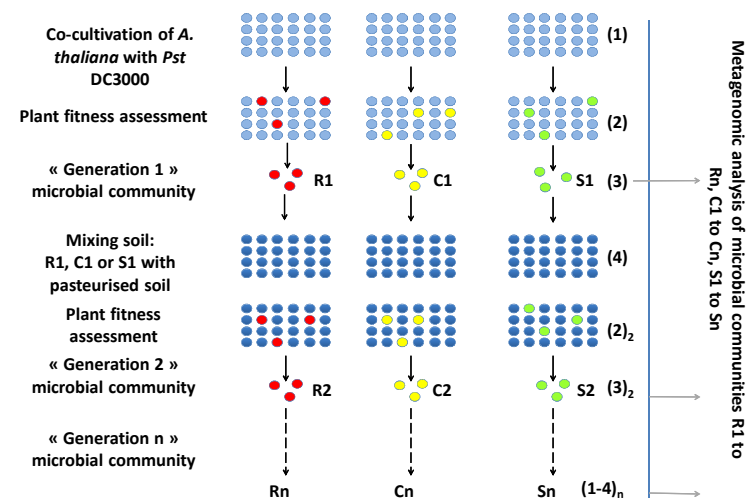 Co-cultivation of A.
thaliana with Pst
DC3000
(1)
Plant fitness assessment
(2)
« Generation 1 »
microbial community
R1
C1
S1
(3)
Mixing soil:
R1, C1 or S1 with
pasteurised soil
(4)
Plant fitness
assessment
(2)2
« Generation 2 »
microbial community
R2
C2
S2
(3)2
« Generation n »
microbial community
Rn
Cn
Sn
(1-4)n
Metagenomic analysis of microbial communities R1 to
Rn, C1 to Cn, S1 to Sn